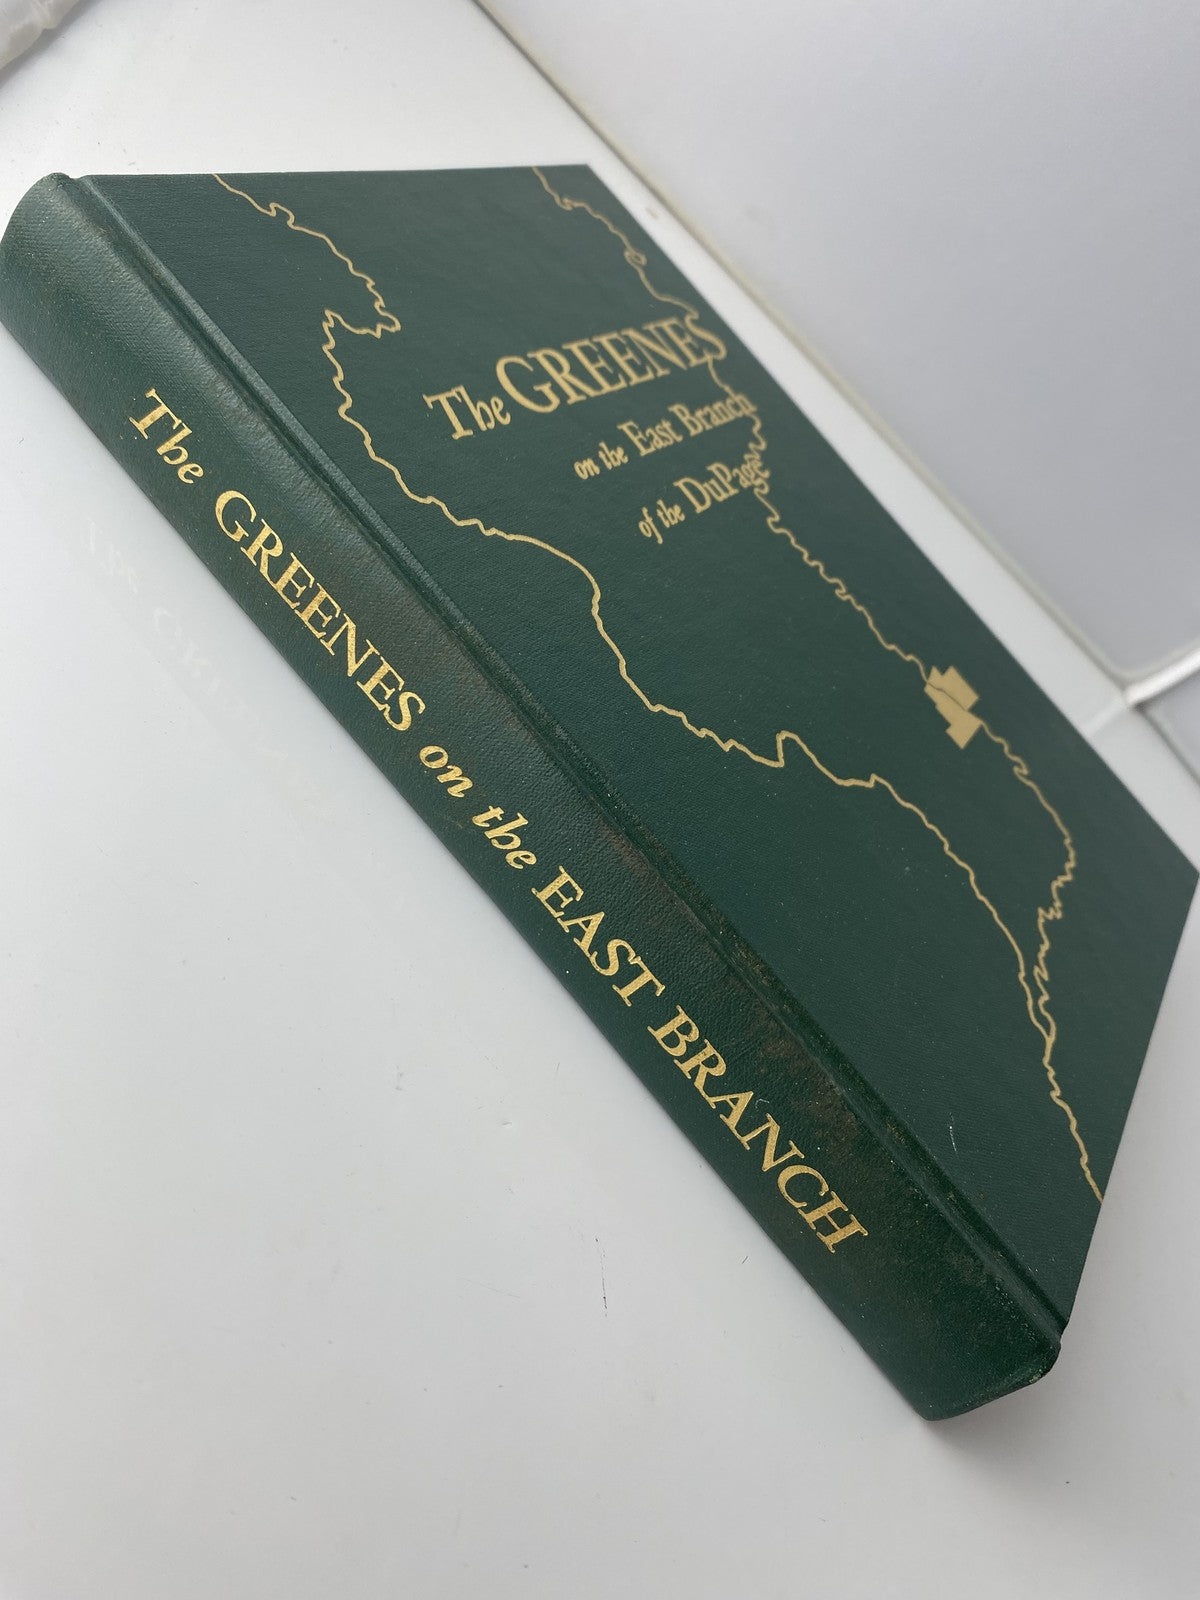 The GREENES
on the East Branch
of the DuPage
The GREENES on the EAST BRANCH